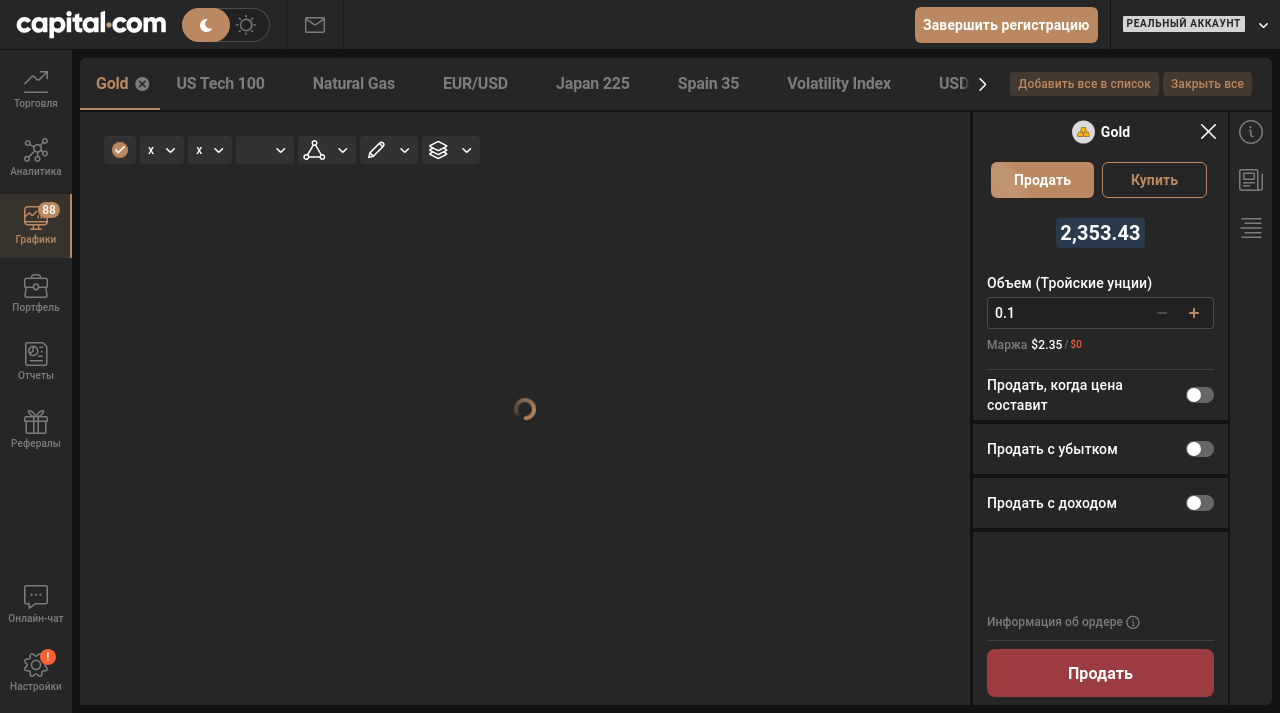 capital.com
Завершить регистрацию
РЕАЛЬНЫЙ АККАУНТ
Торговля
Аналитика
88
Графики
Портфель
Отчеты
Рефералы
Онлайн-чат
!
Настройки
Gold
US Tech 100
Natural Gas
EUR/USD
Japan 225
Spain 35
Volatility Index
USD
Добавить все в список
Закрыть все
x
x
Gold
Продать
Купить
2,353.43
Объем (Тройские унции)
0.1
Маржа $2.35 / $0
Продать, когда цена
составит
Продать с убытком
Продать с доходом
Информация об ордере
Продать